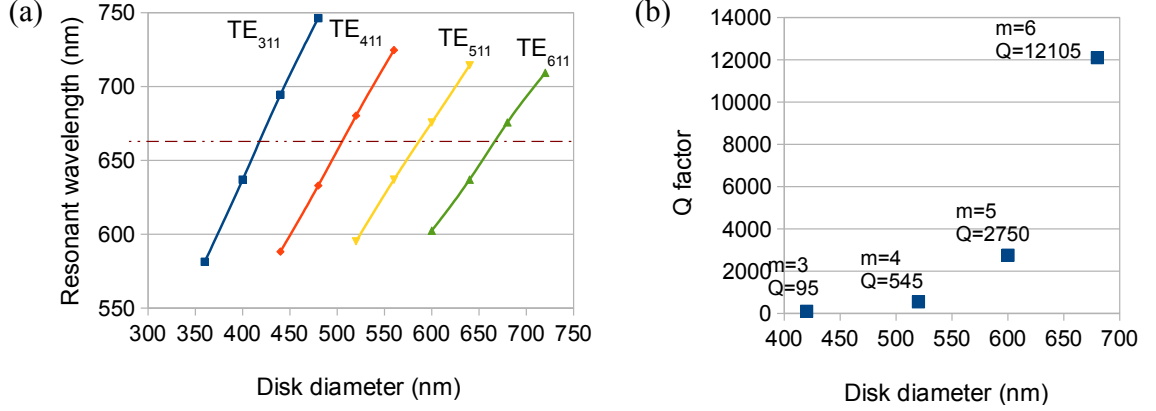 (a)
Resonant wavelength (nm)
750
700
650
600
550
TE311
TE411
TE511
TE611
300 350 400 450 500 550 600 650 700 750
Disk diameter (nm)
(b)
Q factor
14000
12000
10000
8000
6000
4000
2000
0
m=6
Q=12105
m=5
Q=2750
m=4
Q=545
m=3
Q=95
400 450 500 550 600 650 700
Disk diameter (nm)